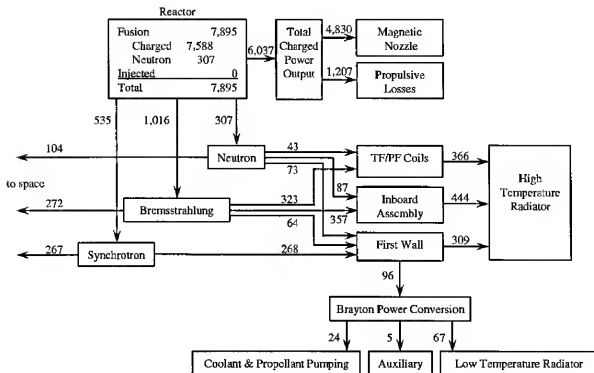 Reactor
Fusion 7,895
Charged 7,588
Neutron 307
Injected 0
Total 7,895
6,037
Total Charged Power Output
4,830
Magnetic Nozzle
1,207
Propulsive Losses
535
1,016
307
104
Neutron
43
73
87
TF/PF Coils
366
High Temperature Radiator
to space
272
Bremsstrahlung
323
357
64
Inboard Assembly
444
267
Synchrotron
268
First Wall
309
96
Brayton Power Conversion
24
5
67
Coolant & Propellant Pumping
Auxiliary
Low Temperature Radiator